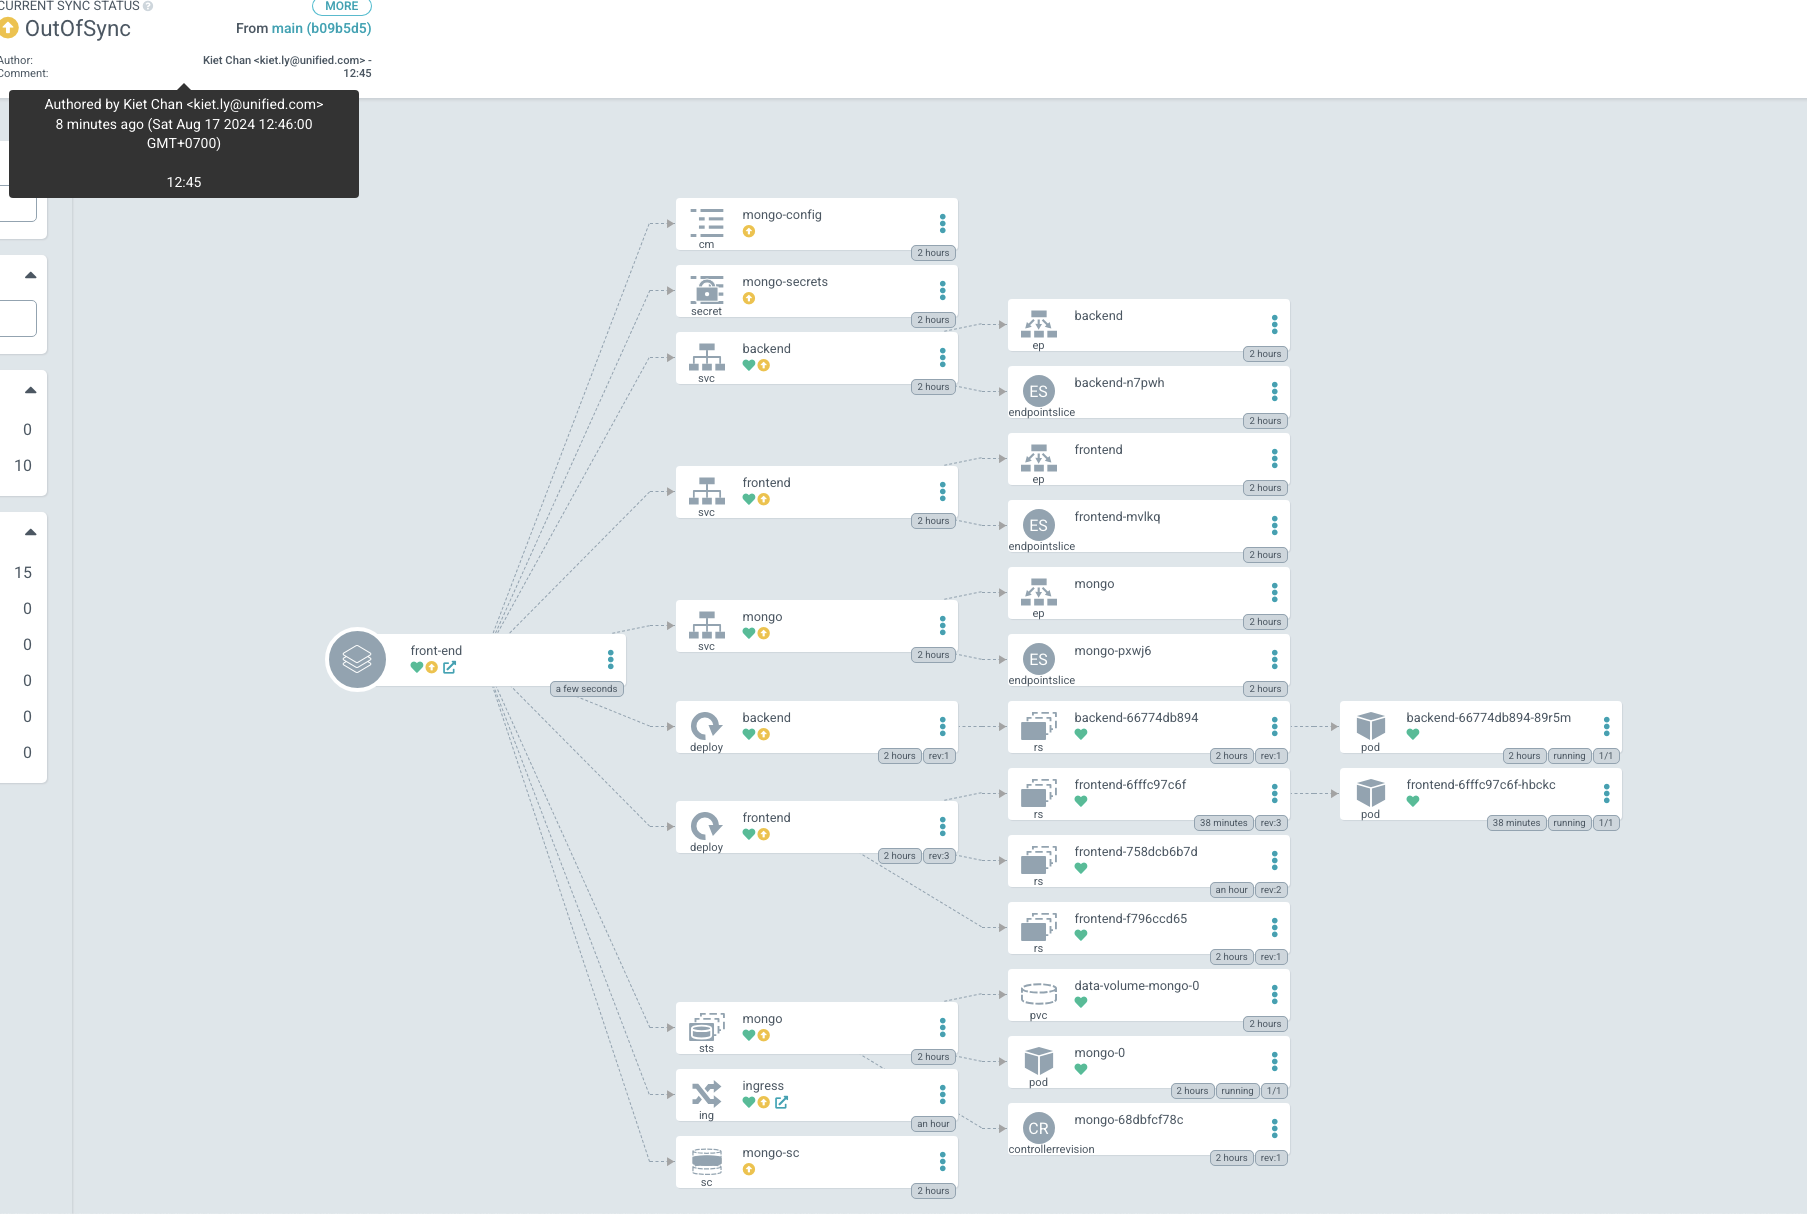 CURRENT SYNC STATUS
MORE
OutOfSync
From main (b09b5d5)
Author:
Kiet Chan <kiet.ly@unified.com> -
Comment:
12:45
Authored by Kiet Chan <kiet.ly@unified.com>
8 minutes ago (Sat Aug 17 2024 12:46:00
GMT+0700)
12:45
0
10
15
0
0
0
0
0
front-end
a few seconds
mongo-config
cm
2 hours
mongo-secrets
secret
2 hours
backend
svc
2 hours
frontend
svc
2 hours
mongo
svc
2 hours
backend
deploy
2 hours
rev:1
frontend
deploy
2 hours
rev:3
mongo
sts
2 hours
ingress
ing
an hour
mongo-sc
sc
2 hours
backend
ep
2 hours
ES
backend-n7pwh
endpointslice
2 hours
frontend
ep
2 hours
ES
frontend-mvlkq
endpointslice
2 hours
mongo
ep
2 hours
ES
mongo-pxwj6
endpointslice
2 hours
backend-66774db894
rs
2 hours
rev:1
frontend-6fffc97c6f
rs
38 minutes
rev:3
frontend-758dcb6b7d
rs
an hour
rev:2
frontend-f796ccd65
rs
2 hours
rev:1
data-volume-mongo-0
pvc
2 hours
mongo-0
pod
2 hours
running
1/1
CR
mongo-68dbfcf78c
controllerrevision
2 hours
rev:1
backend-66774db894-89r5m
pod
2 hours
running
1/1
frontend-6fffc97c6f-hbckc
pod
38 minutes
running
1/1